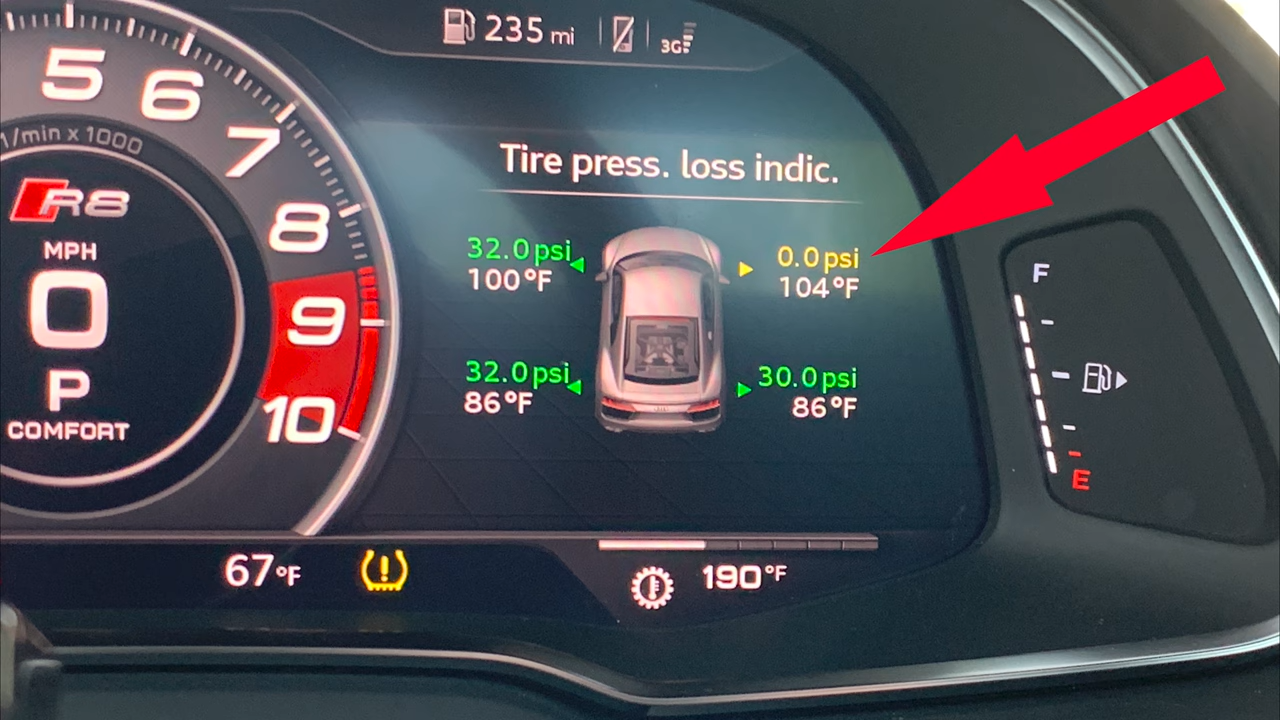 235 mi
3G
5
6
7
8
9
10
1/min x 1000
R8
MPH
0
P
COMFORT
Tire press. loss indic.
32.0 psi
100°F
0.0 psi
104°F
32.0 psi
86°F
30.0 psi
86°F
F
E
67°F
190°F